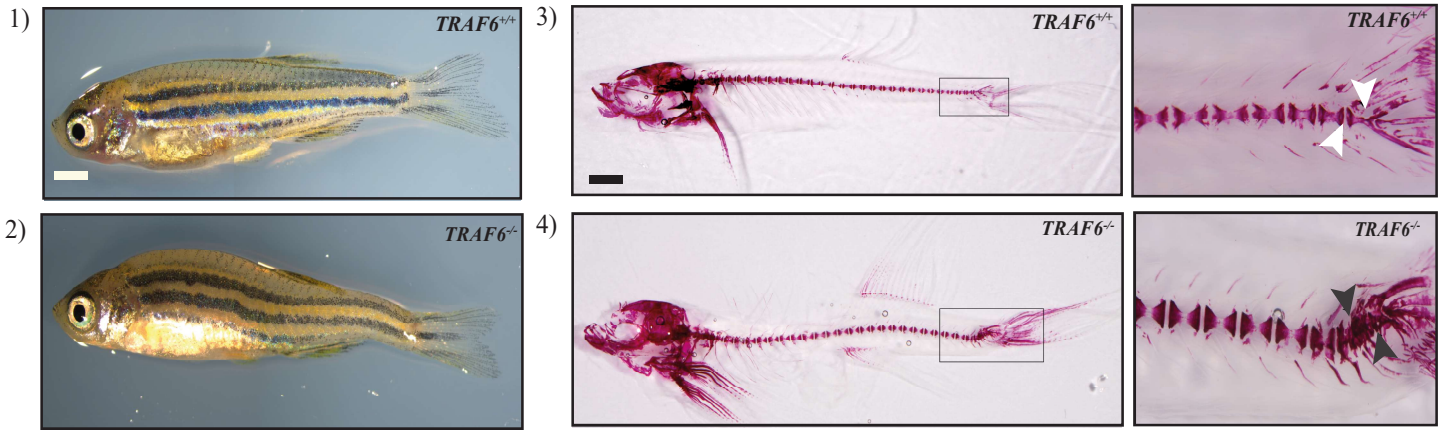 1)
TRAF6+/+
2)
TRAF6-/-
3)
TRAF6+/+
TRAF6+/+
4)
TRAF6-/-
TRAF6-/-